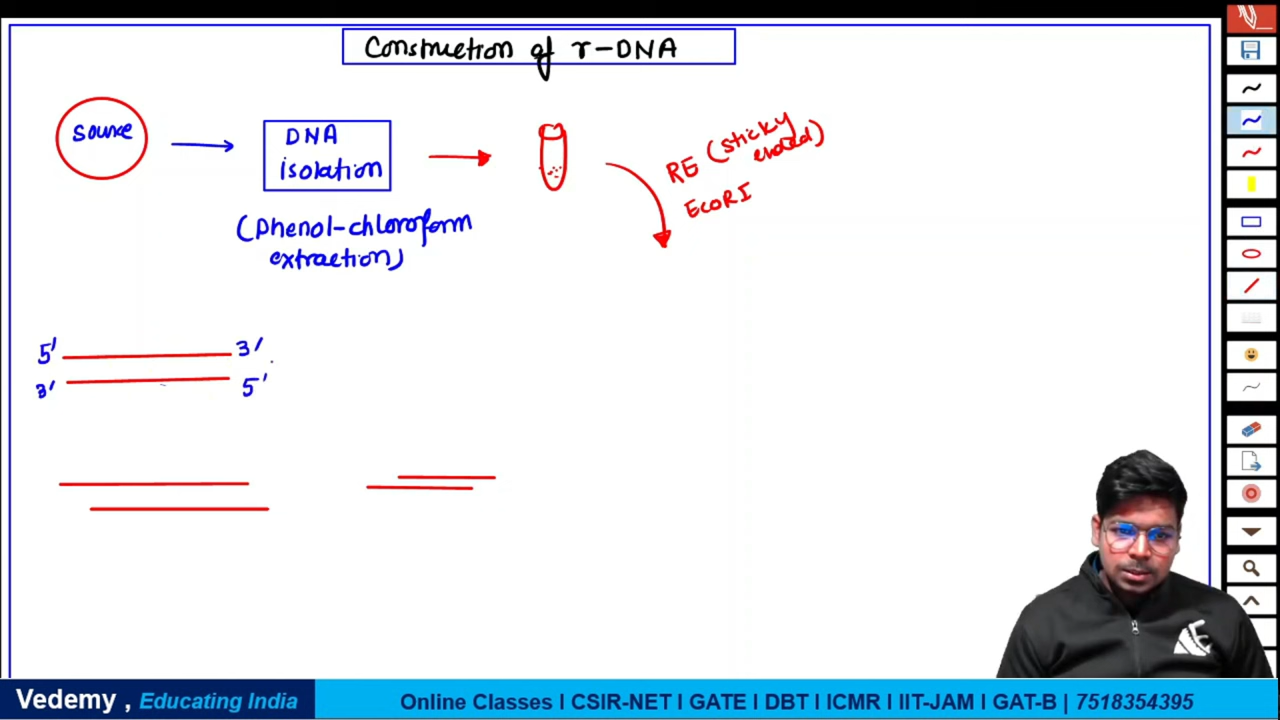 Construction of r-DNA
Source
DNA
isolation
(phenol-chloroform
extraction)
RE (sticky
ended)
EcoRI
5' 3'
3' 5'
Vedemy , Educating India
Online Classes I CSIR-NET I GATE I DBT I ICMR I IIT-JAM I GAT-B | 7518354395